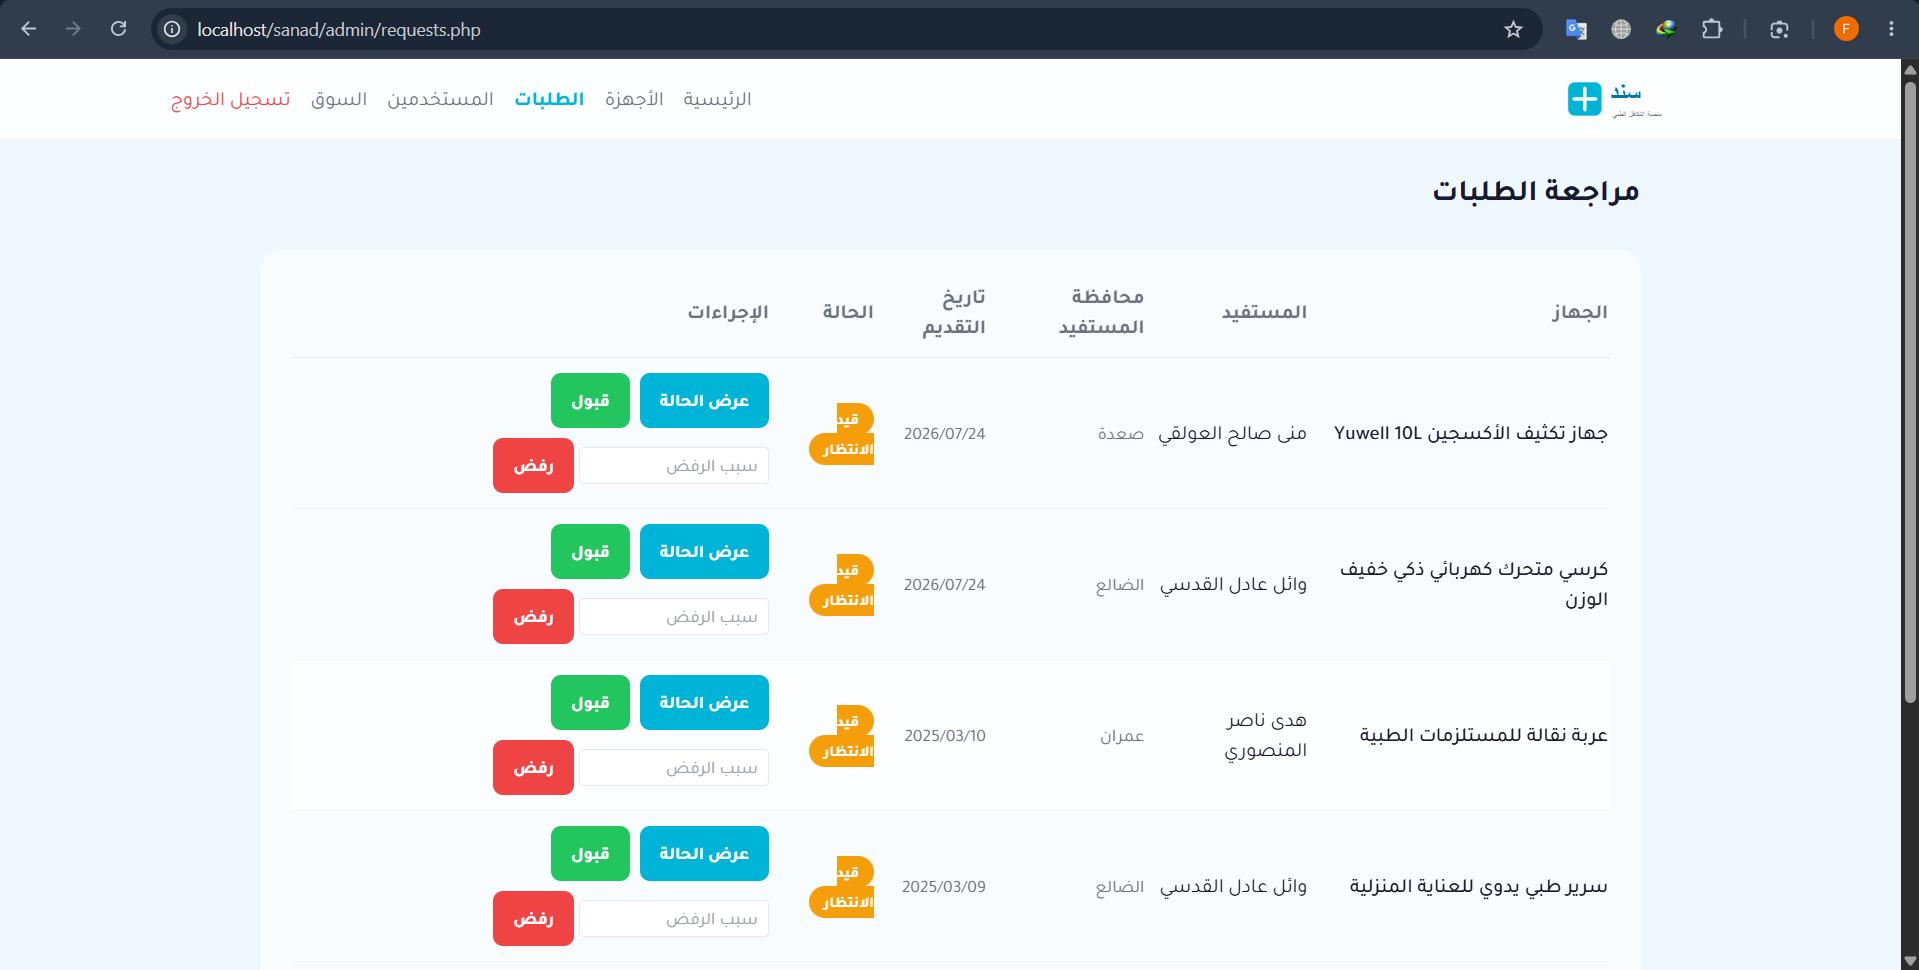 localhost/sanad/admin/requests.php
F
سند
منصة التكافل الطبي
الرئيسية
الأجهزة
الطلبات
المستخدمين
السوق
تسجيل الخروج
مراجعة الطلبات
الجهاز
المستفيد
محافظة
المستفيد
تاريخ
التقديم
الحالة
الإجراءات
جهاز تكثيف الأكسجين Yuwell 10L
منى صالح العولقي
صعدة
2026/07/24
قيد
الانتظار
عرض الحالة
قبول
سبب الرفض
رفض
كرسي متحرك كهربائي ذكي خفيف
الوزن
وائل عادل القدسي
الضالع
2026/07/24
قيد
الانتظار
عرض الحالة
قبول
سبب الرفض
رفض
عربة نقالة للمستلزمات الطبية
هدى ناصر
المنصوري
عمران
2025/03/10
قيد
الانتظار
عرض الحالة
قبول
سبب الرفض
رفض
سرير طبي يدوي للعناية المنزلية
وائل عادل القدسي
الضالع
2025/03/09
قيد
الانتظار
عرض الحالة
قبول
سبب الرفض
رفض